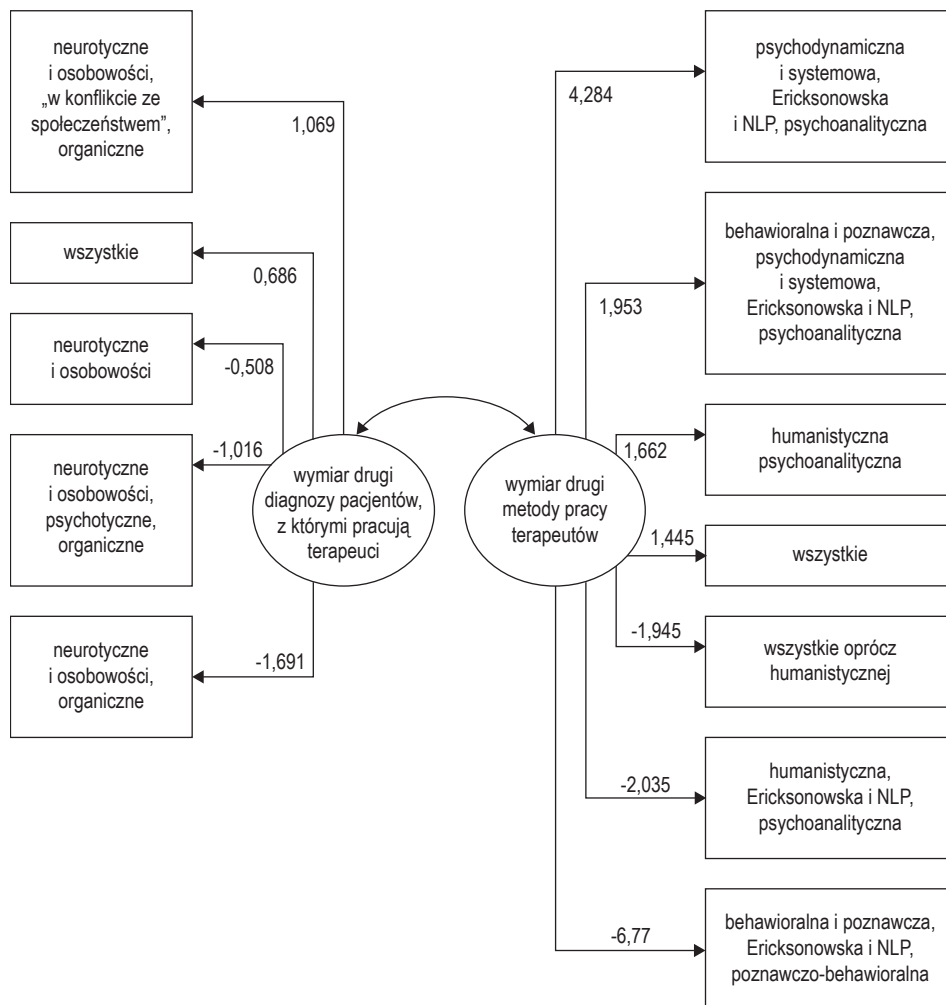 neurotyczne
i osobowości,
„w konflikcie ze
społeczeństwem”,
organiczne
1,069
wszystkie
0,686
neurotyczne
i osobowości
-0,508
neurotyczne
i osobowości,
psychotyczne,
organiczne
-1,016
neurotyczne
i osobowości,
organiczne
-1,691
wymiar drugi
diagnozy pacjentów,
z którymi pracują
terapeuci
wymiar drugi
metody pracy
terapeutów
4,284
psychodynamiczna
i systemowa,
Ericksonowska
i NLP, psychoanalityczna
1,953
behawioralna i poznawcza,
psychodynamiczna
i systemowa,
Ericksonowska i NLP,
psychoanalityczna
1,662
humanistyczna
psychoanalityczna
1,445
wszystkie
-1,945
wszystkie oprócz
humanistycznej
-2,035
humanistyczna,
Ericksonowska i NLP,
psychoanalityczna
-6,77
behawioralna i poznawcza,
Ericksonowska i NLP,
poznawczo-behawioralna